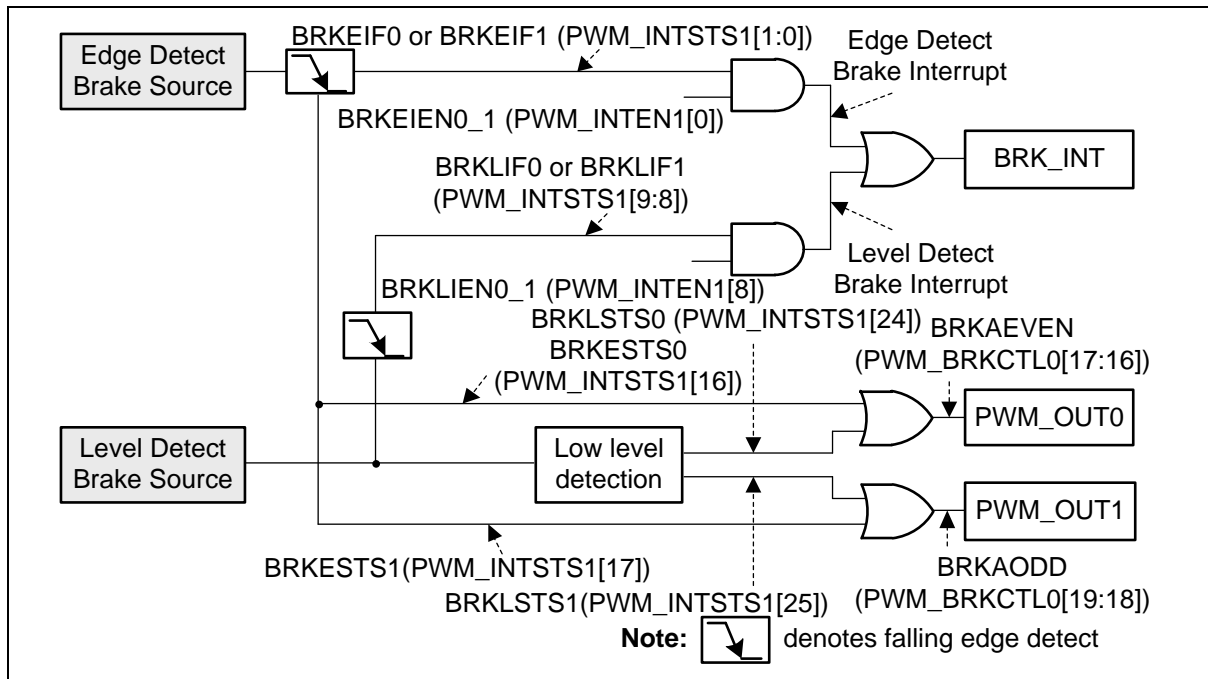 Edge Detect
Brake Source
BRKEIF0 or BRKEIF1 (PWM_INTSTS1[1:0])
Edge Detect
Brake Interrupt
BRKEIEN0_1 (PWM_INTEN1[0])
BRK_INT
BRKLIF0 or BRKLIF1
(PWM_INTSTS1[9:8])
Level Detect
Brake Interrupt
BRKLIEN0_1 (PWM_INTEN1[8])
BRKLSTS0 (PWM_INTSTS1[24])
BRKESTS0
(PWM_INTSTS1[16])
BRKAEVEN
(PWM_BRKCTL0[17:16])
PWM_OUT0
Level Detect
Brake Source
Low level
detection
PWM_OUT1
BRKESTS1(PWM_INTSTS1[17])
BRKLSTS1(PWM_INTSTS1[25])
BRKAODD
(PWM_BRKCTL0[19:18])
Note: denotes falling edge detect